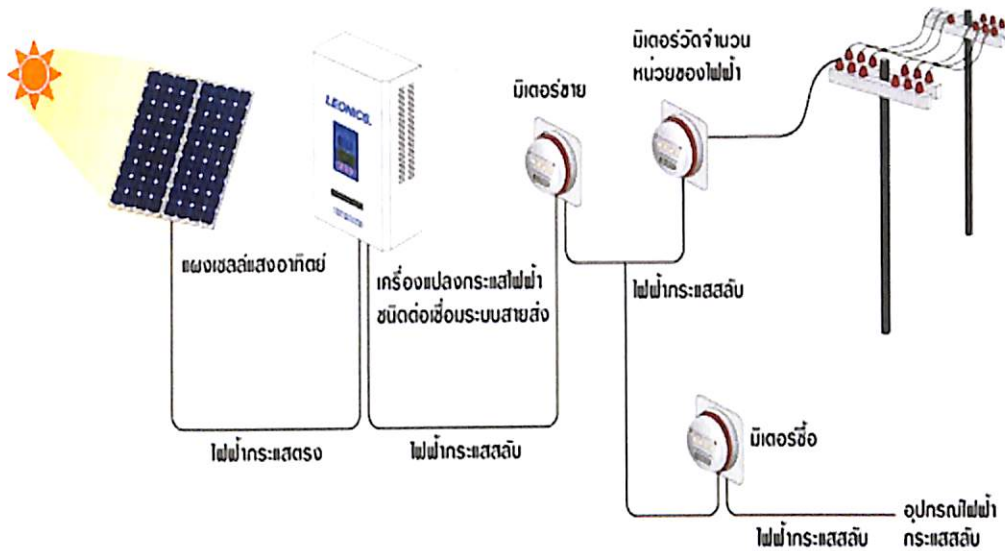 มิเตอร์วัดจำนวน
หน่วยของไฟฟ้า
มิเตอร์ขาย
LEONICS
แผงเซลล์แสงอาทิตย์
เครื่องแปลงกระแสไฟฟ้า
ชนิดต่อเชื่อมระบบสายส่ง
ไฟฟ้ากระแสสลับ
ไฟฟ้ากระแสตรง
ไฟฟ้ากระแสสลับ
มิเตอร์ซื้อ
ไฟฟ้ากระแสสลับ
อุปกรณ์ไฟฟ้า
กระแสสลับ